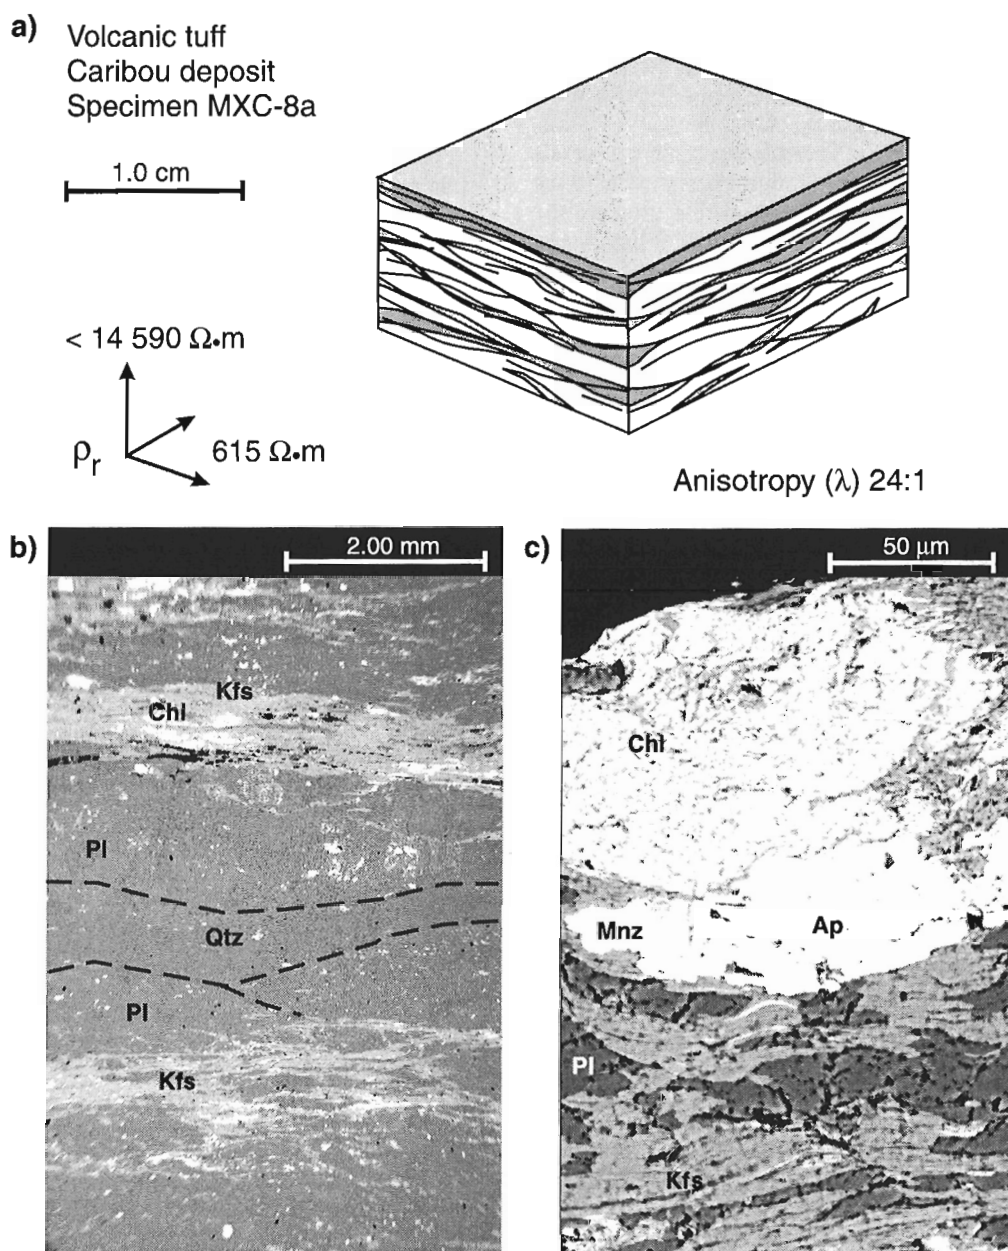 a)
Volcanic tuff
Caribou deposit
Specimen MXC-8a
1.0 cm
< 14 590 Ω•m
ρr
615 Ω•m
Anisotropy (λ) 24:1
b)
2.00 mm
Kfs
Chl
Pl
Qtz
Pl
Kfs
c)
50 μm
Chl
Mnz
Ap
Pl
Kfs